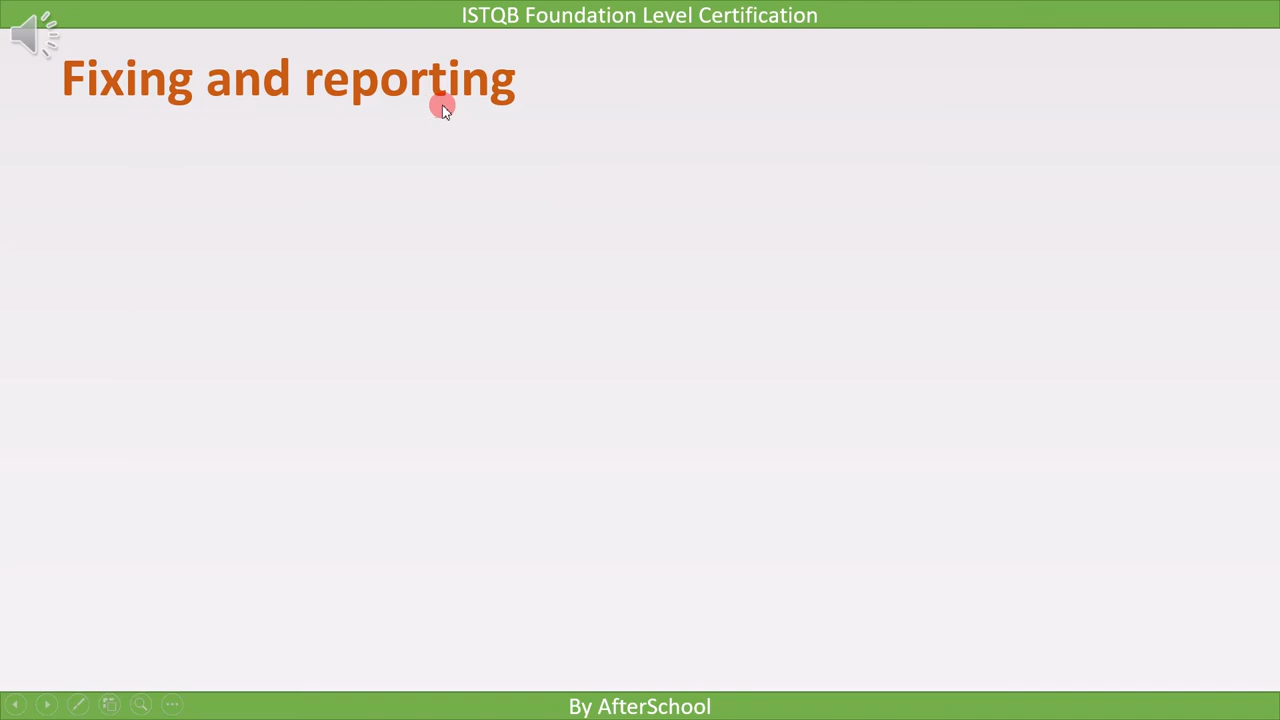 ISTQB Foundation Level Certification
Fixing and reporting
By AfterSchool